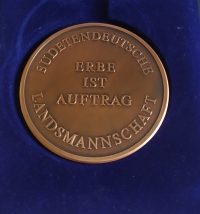 SUDETENDEUTSCHE
ERBE
IST
AUFTRAG
LANDSMANNSCHAFT